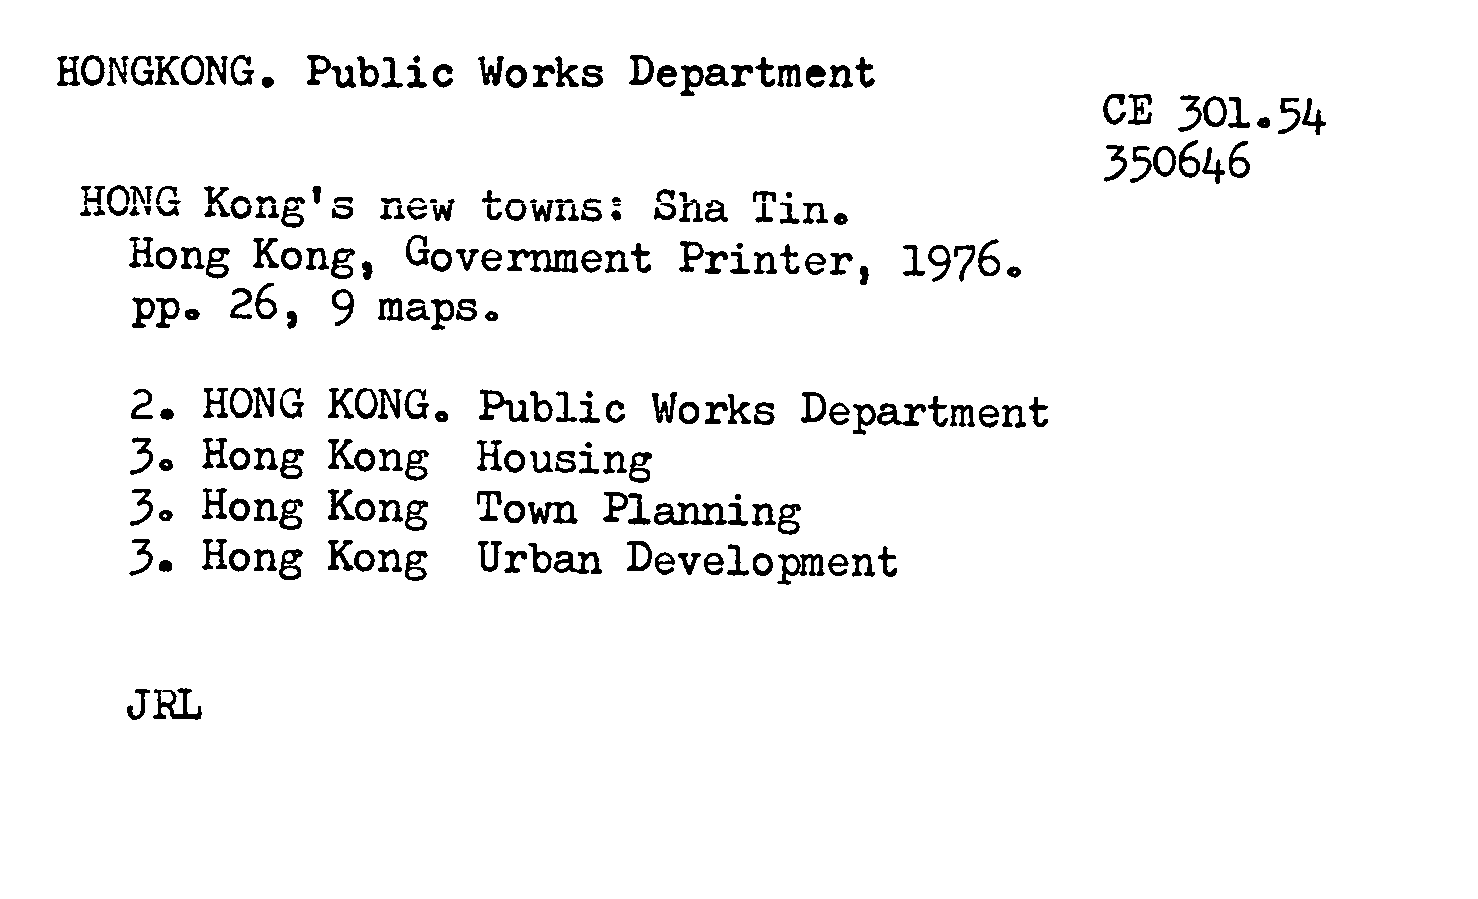 HONGKONG. Public Works Department
CE 301.54
350646
HONG Kong's new towns: Sha Tin.
Hong Kong, Government Printer, 1976.
pp. 26, 9 maps.
2. HONG KONG. Public Works Department
3. Hong Kong Housing
3. Hong Kong Town Planning
3. Hong Kong Urban Development
JRL